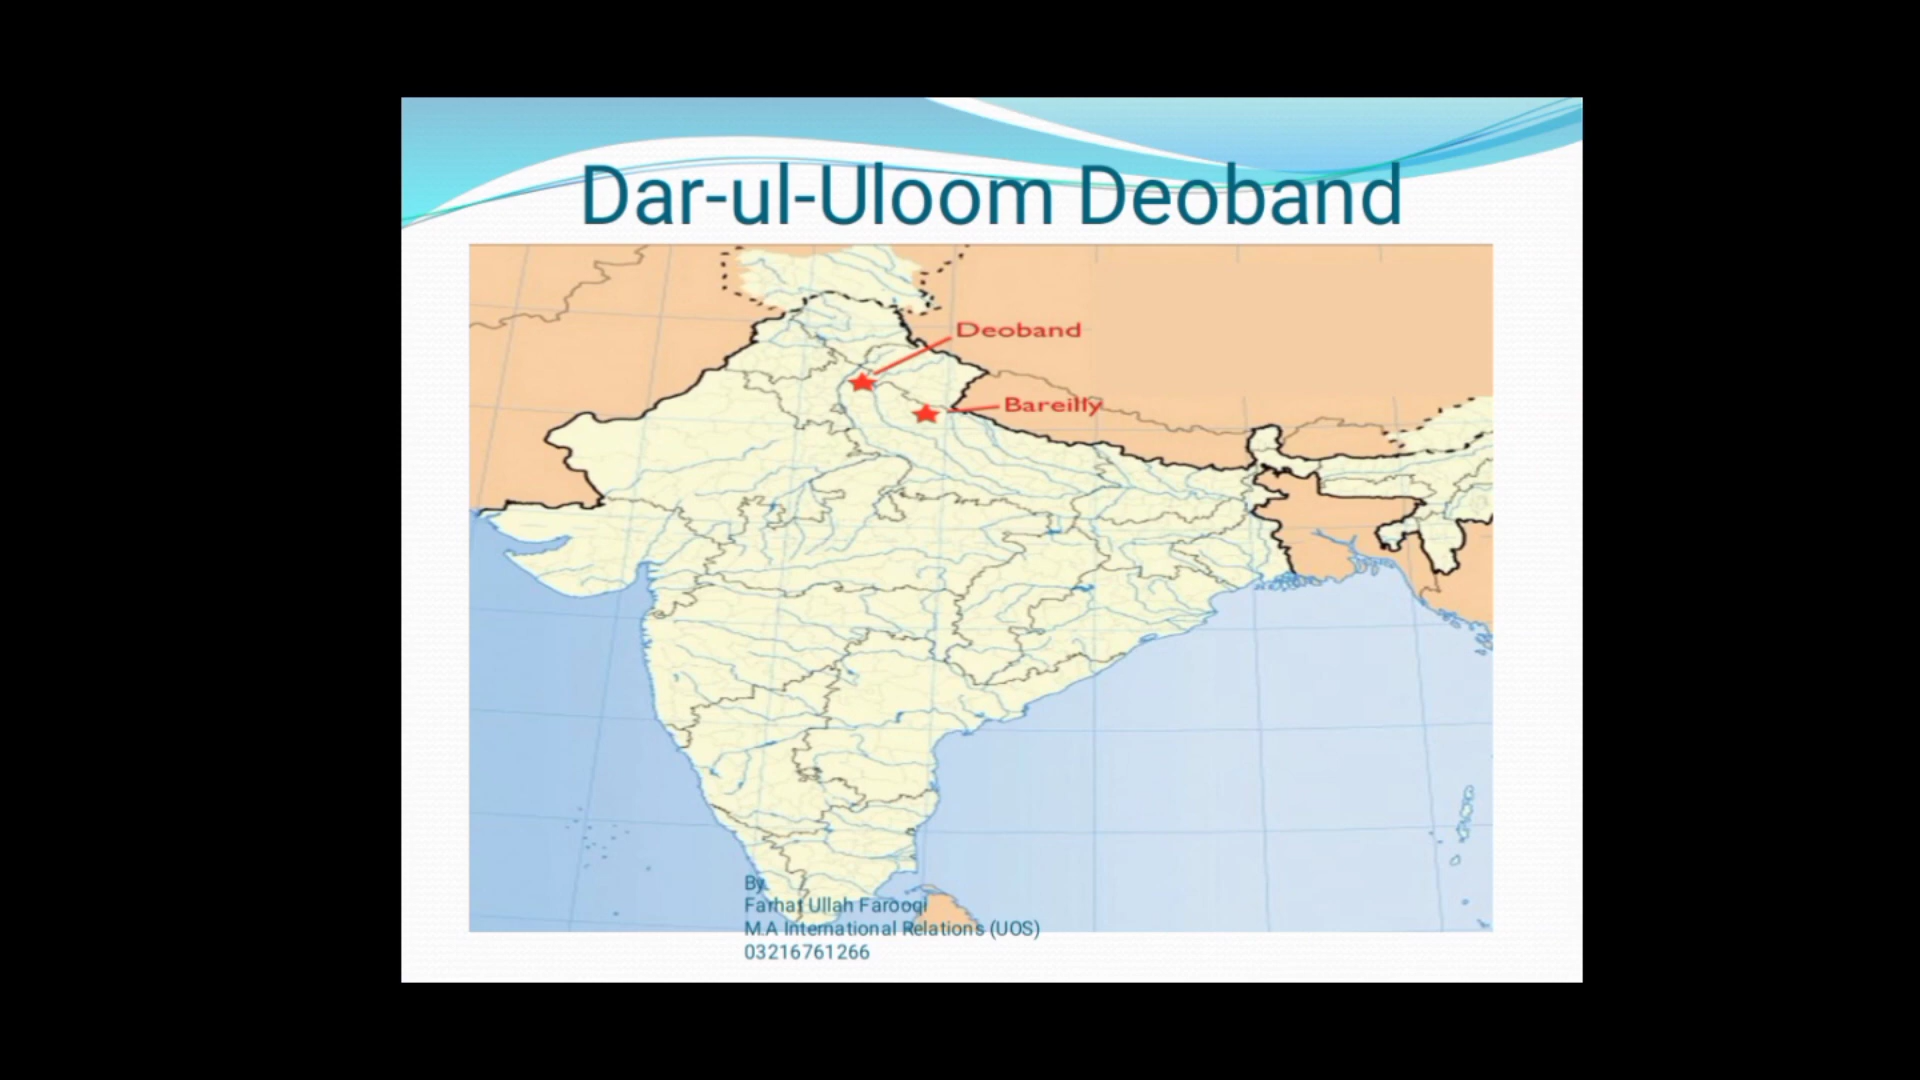 Dar-ul-Uloom Deoband
Deoband
Bareilly
By
Farhat Ullah Farooqi
M.A International Relations (UOS)
03216761266